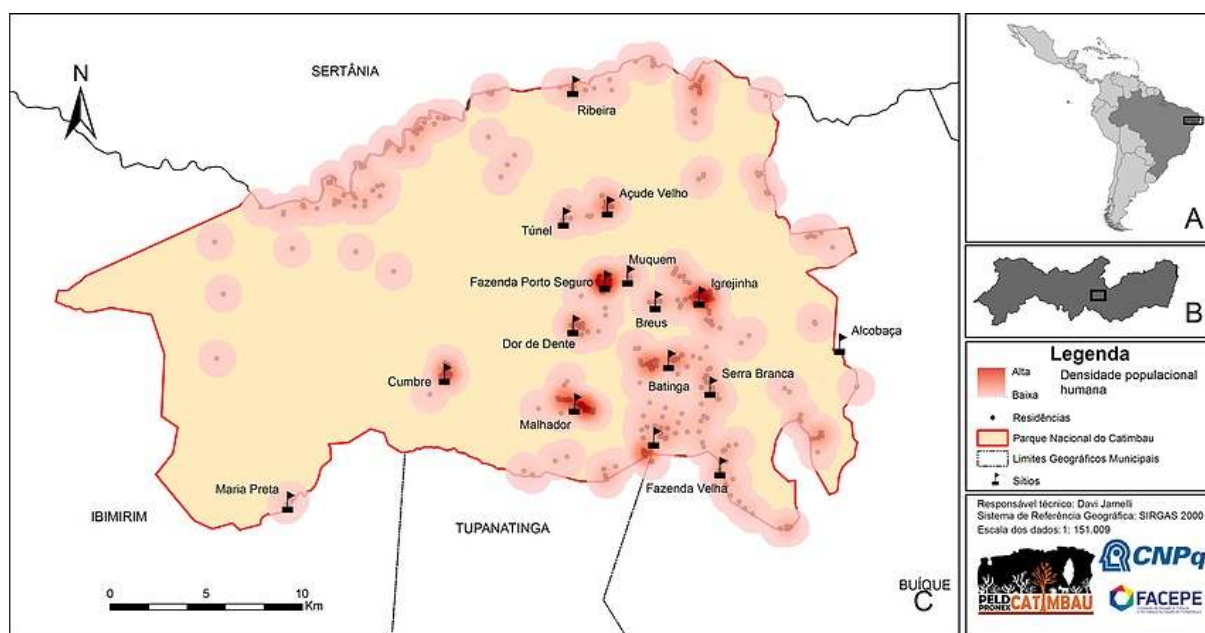 N
SERTÂNIA
Ribeira
Açude Velho
Túnel
Muquem
Fazenda Porto Seguro
Igrejinha
Breus
Dor de Dente
Alcobaça
Cumbre
Batinga
Serra Branca
Malhador
Fazenda Velha
Maria Preta
IBIMIRIM
TUPANATINGA
BUÍQUE
0 5 10
Km
C
A
B
Legenda
Alta
Baixa
Densidade populacional
humana
Residências
Parque Nacional do Catimbau
Limites Geográficos Municipais
Sítios
Responsável técnico: Davi Jamelli
Sistema de Referência Geográfica: SIRGAS 2000
Escala dos dados: 1: 151.009
PELD
PRONEX
CATIMBAU
CNPq
FACEPE